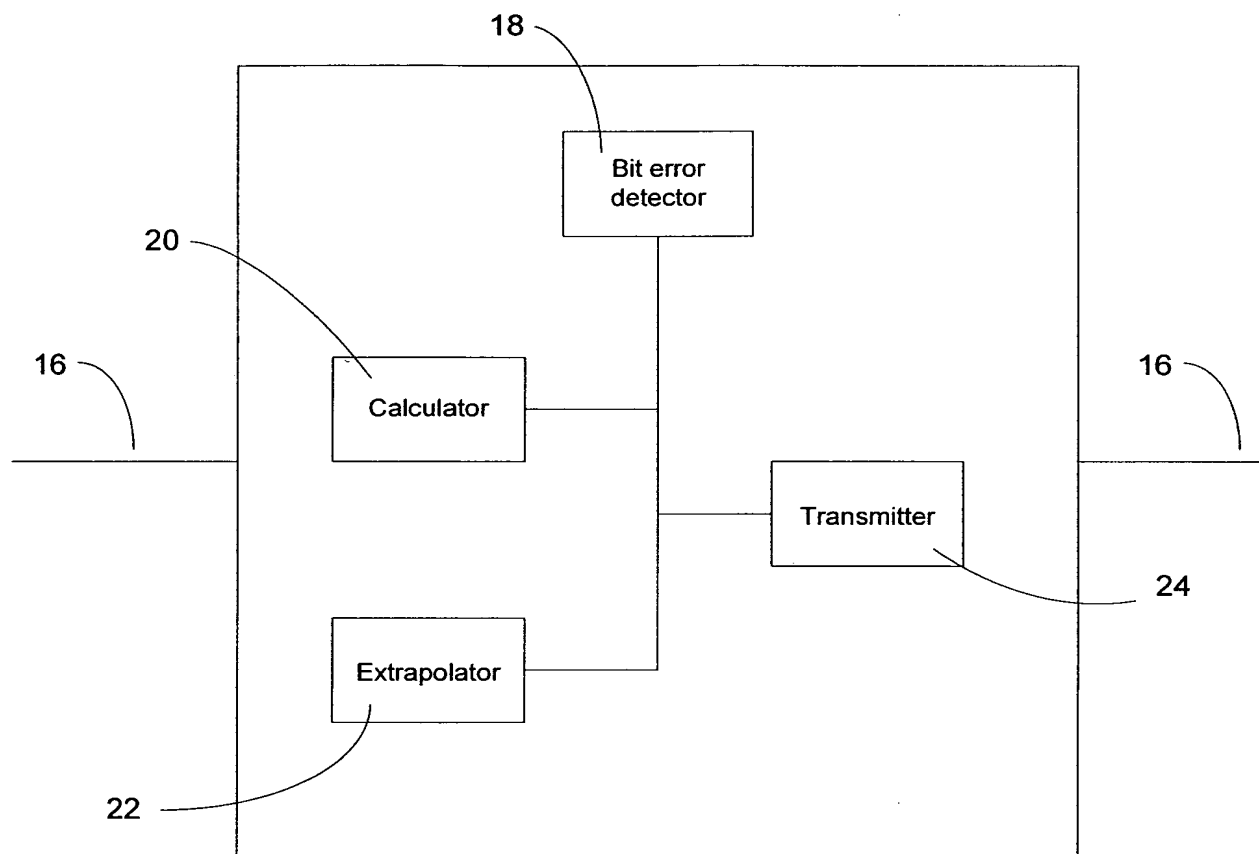 18
Bit error
detector
20
16
16
Calculator
Transmitter
24
Extrapolator
22